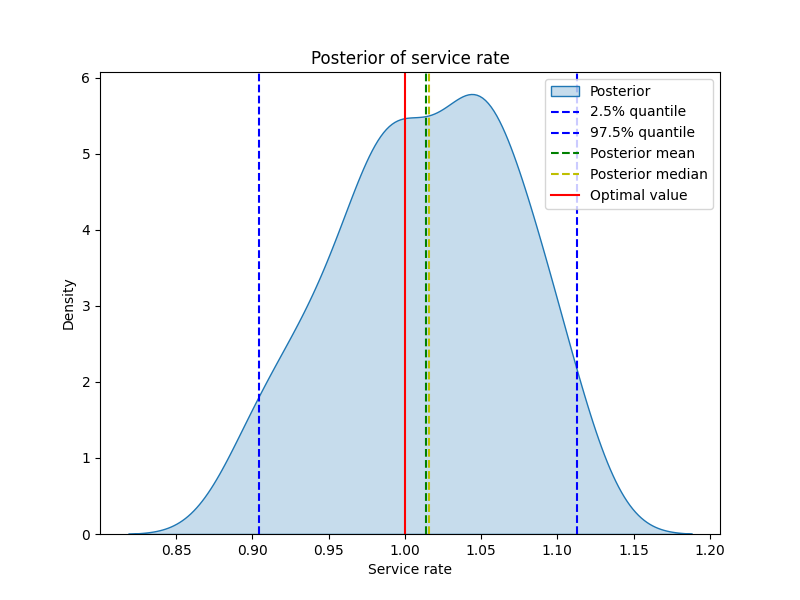 Posterior of service rate
6
5
4
3
2
1
0
Density
Posterior
2.5% quantile
97.5% quantile
Posterior mean
Posterior median
Optimal value
0.85 0.90 0.95 1.00 1.05 1.10 1.15 1.20
Service rate